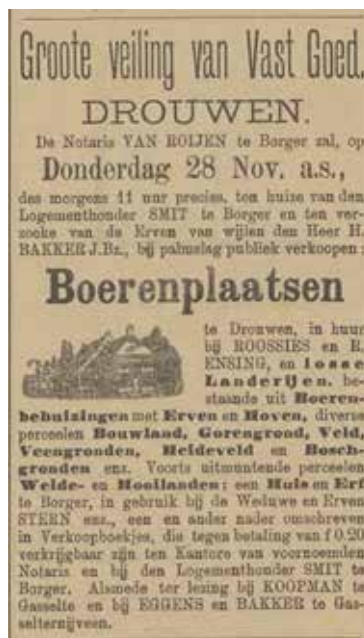 Groote veiling van Vast Goed.
DROUWEN.
De Notaris VAN ROIJEN te Borger zal, op
Donderdag 28 Nov. a.s.,
des morgens 11 uur precies, ten huize van den
Logementhouder SMIT te Borger en ten ver-
zoeke van de Erven van wijlen den Heer H.
BAKKER J.Bz., bij palmslag publiek verkoopen:
Boerenplaatsen
te Drouwen, in huur
bij ROOSSIES en R.
ENSING, en losse
Landerijen, be-
staande uit Boeren-
behuizingen met Erven en Hoven, diverse
perceelen Bouwland, Gorengrond, Veld,
Veengronden, Heideveld en Bosch-
gronden enz. Voorts uitmuntende perceelen
Weide- en Hooilanden; een Huis en Erf
te Borger, in gebruik bij de Weduwe en Erven
STERN enz., een en ander nader omschreven
in Verkoopboekjes, die tegen betaling van f 0.20
verkrijgbaar zijn ten Kantore van voornoemden
Notaris en bij den Logementhouder SMIT te
Borger. Alsmede ter lezing bij KOOPMAN te
Gasselte en bij EGGENS en BAKKER te Gas-
selternijveen.